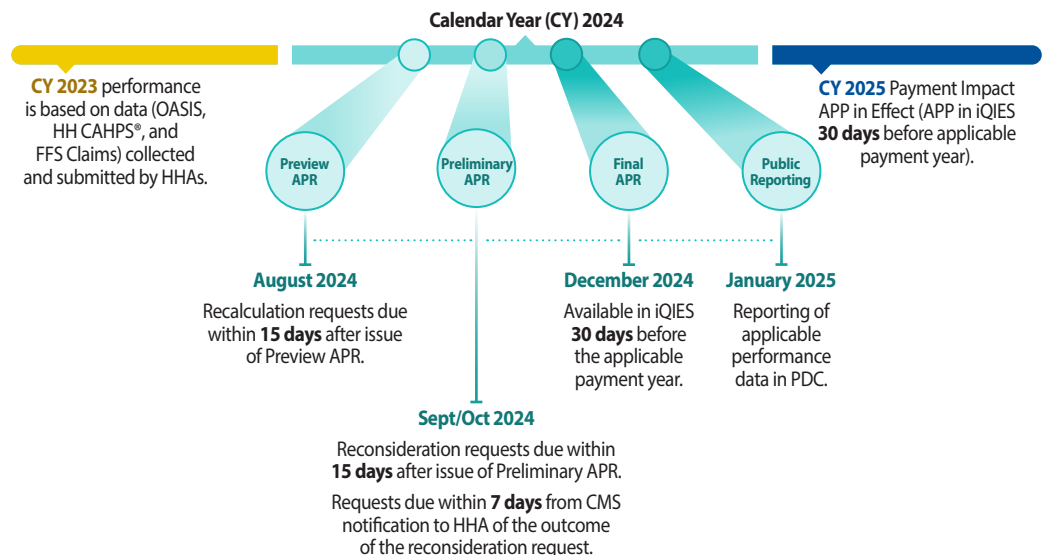 Calendar Year (CY) 2024
CY 2023 performance
is based on data (OASIS,
HH CAHPS®, and
FFS Claims) collected
and submitted by HHAs.
CY 2025 Payment Impact
APP in Effect (APP in iQIES
30 days before applicable
payment year).
Preview
APR
Preliminary
APR
Final
APR
Public
Reporting
August 2024
Recalculation requests due
within 15 days after issue
of Preview APR.
Sept/Oct 2024
Reconsideration requests due within
15 days after issue of Preliminary APR.
Requests due within 7 days from CMS
notification to HHA of the outcome
of the reconsideration request.
December 2024
Available in iQIES
30 days before
the applicable
payment year.
January 2025
Reporting of
applicable
performance
data in PDC.